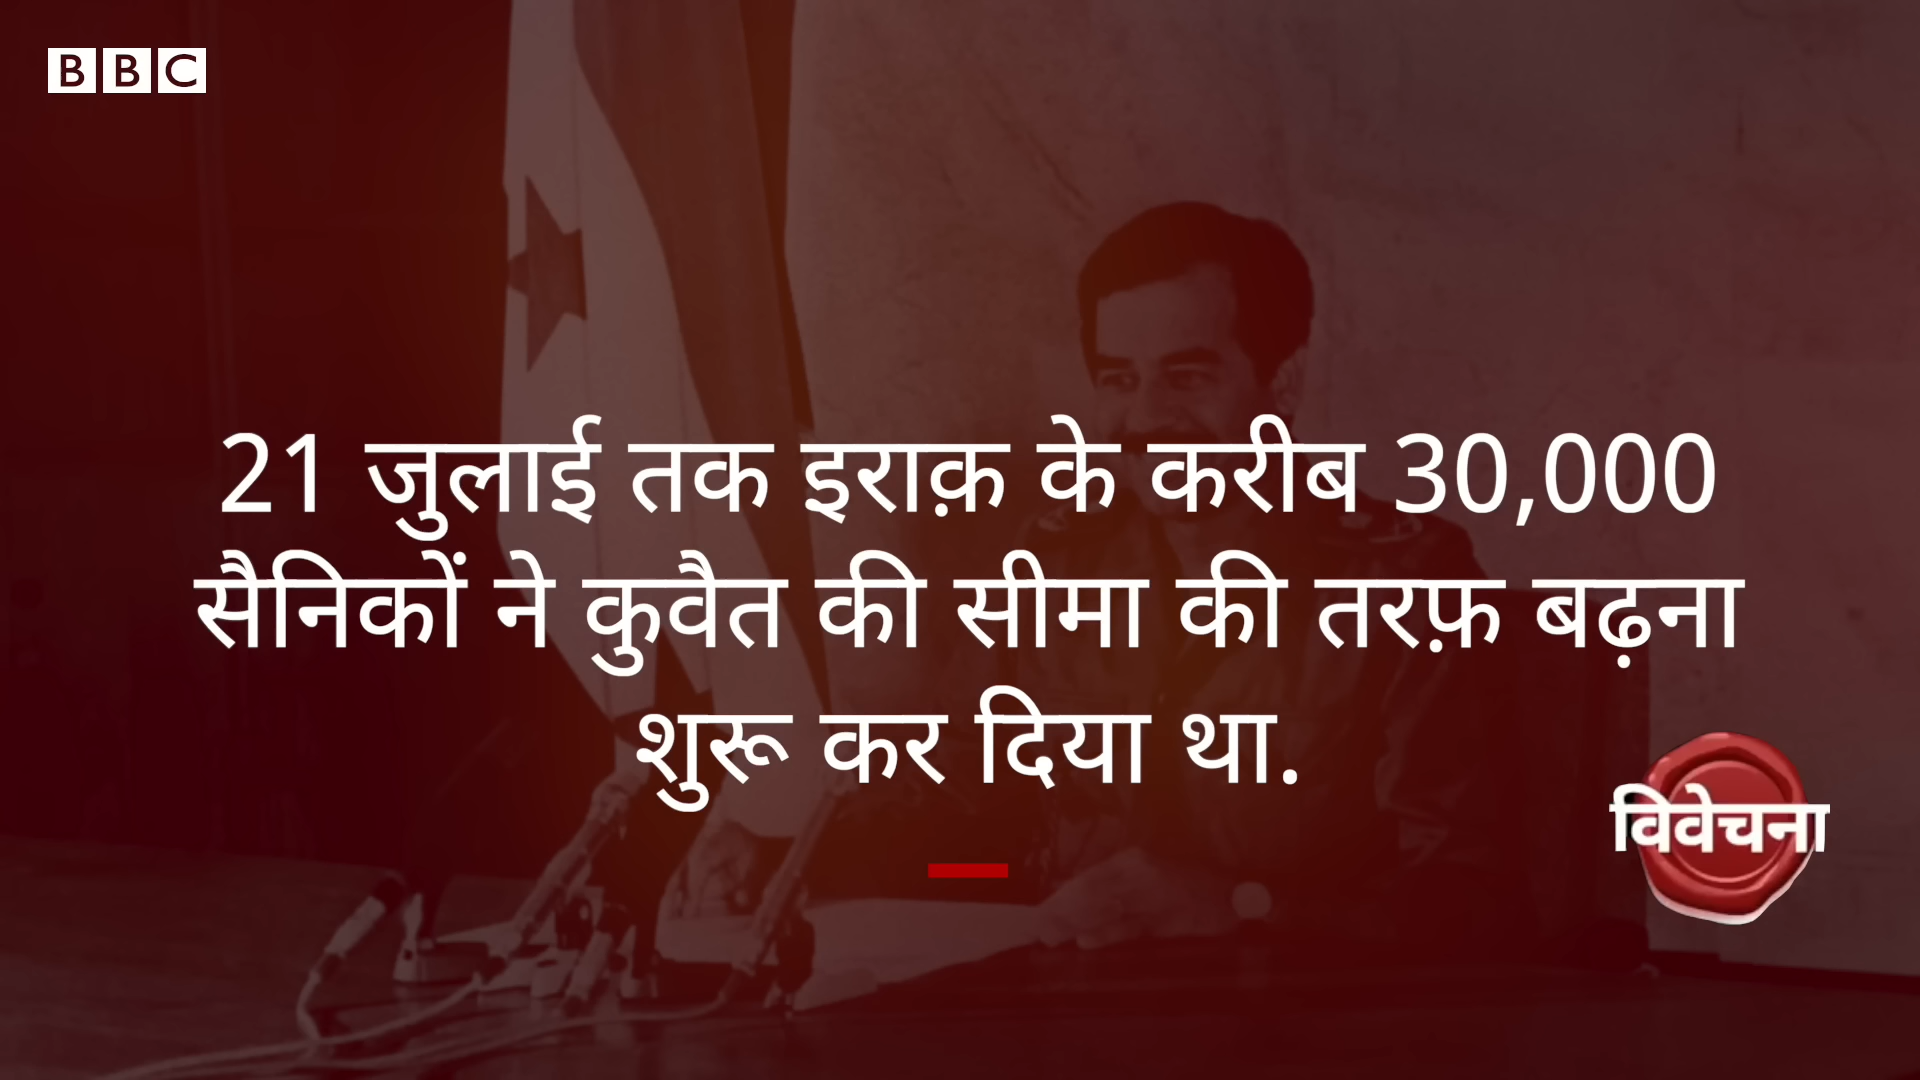 BBC
21 जुलाई तक इराक़ के करीब 30,000
सैनिकों ने कुवैत की सीमा की तरफ़ बढ़ना
शुरू कर दिया था.
विवेचना